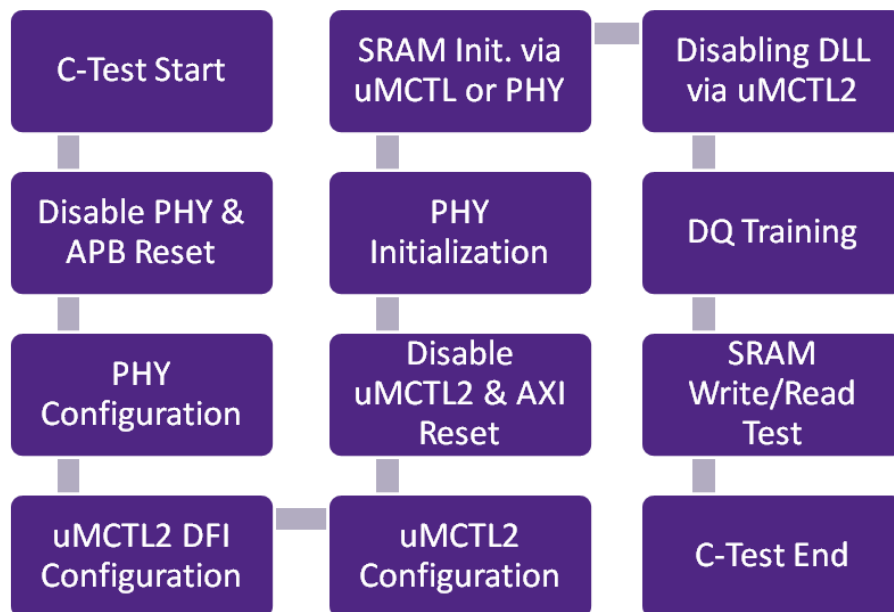 C-Test Start
Disable PHY &
APB Reset
PHY
Configuration
uMCTL2 DFI
Configuration
uMCTL2
Configuration
Disable
uMCTL2 & AXI
Reset
PHY
Initialization
SRAM Init. via
uMCTL or PHY
Disabling DLL
via uMCTL2
DQ Training
SRAM
Write/Read
Test
C-Test End